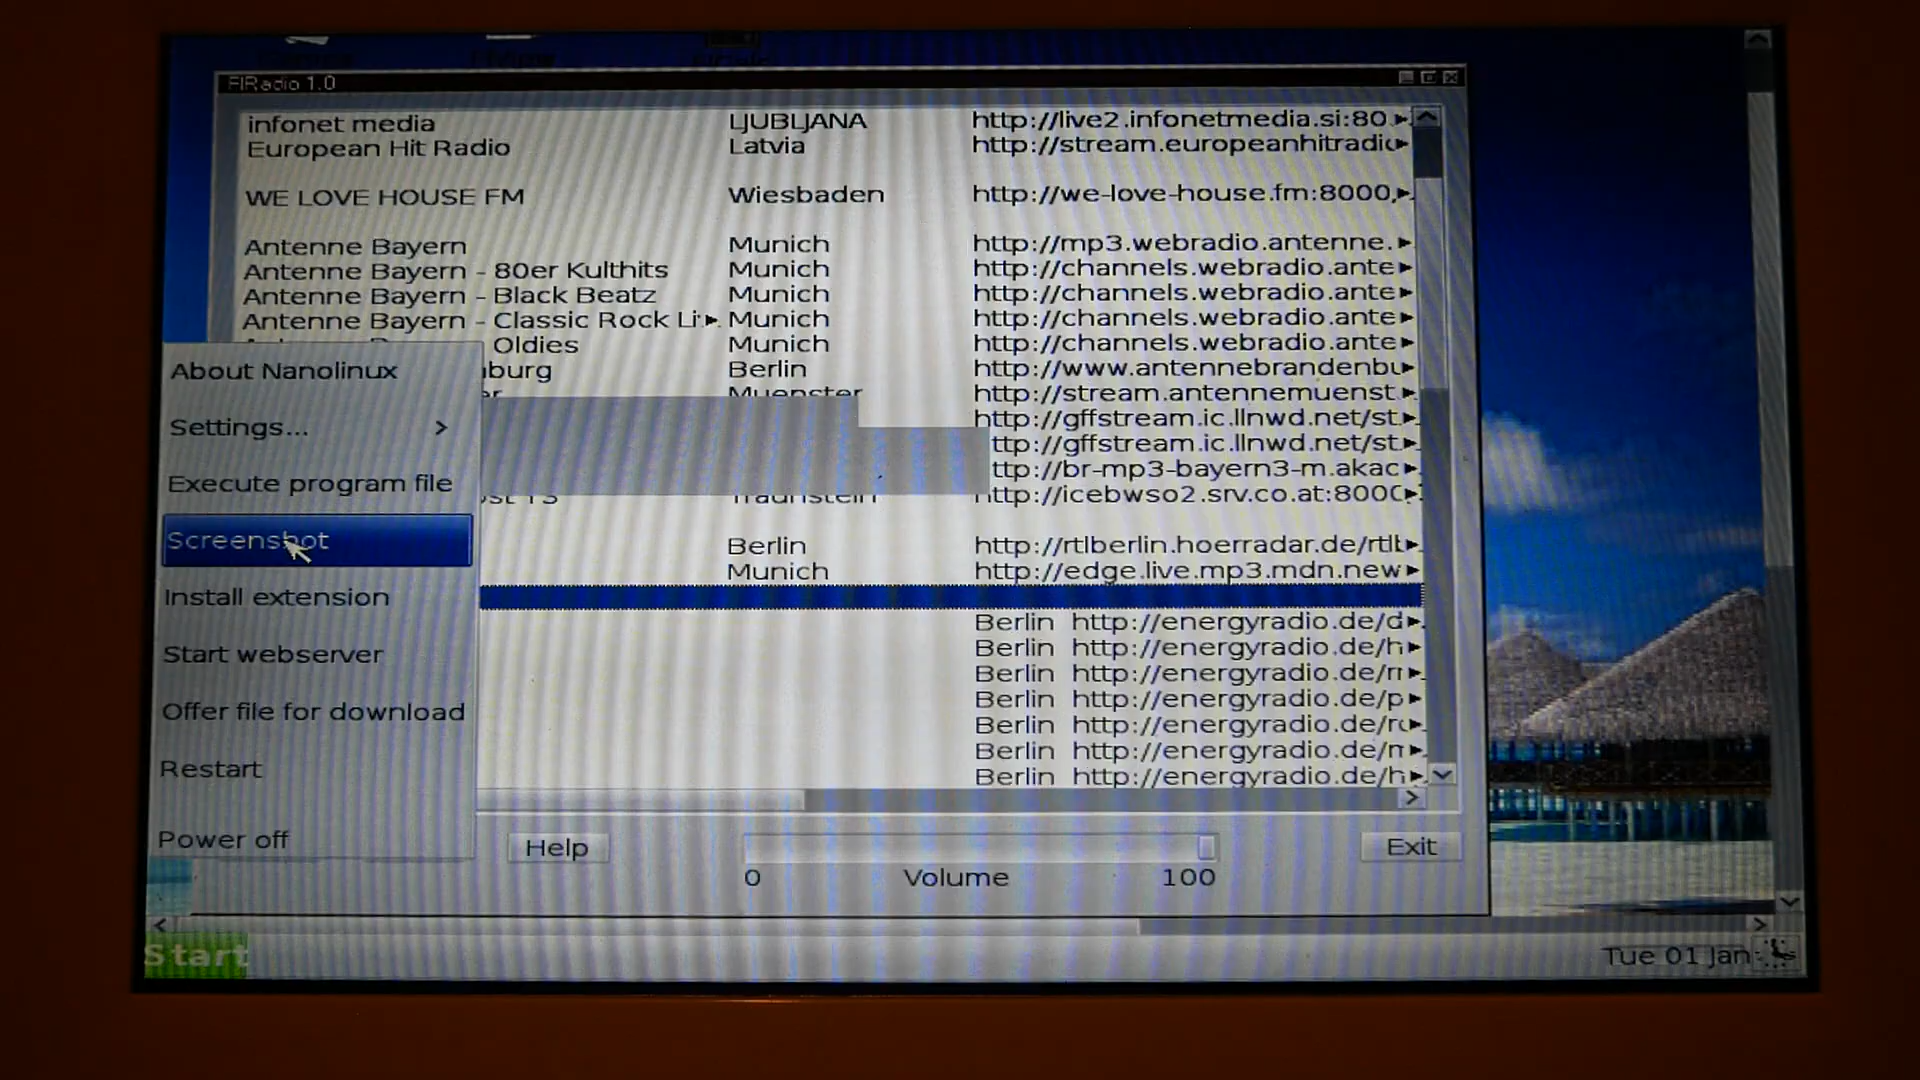 FlRadio 1.0
infonet media LJUBLJANA http://live2.infonetmedia.si:80
European Hit Radio Latvia http://stream.europeanhitradi
WE LOVE HOUSE FM Wiesbaden http://we-love-house.fm:8000
Antenne Bayern Munich http://mp3.webradio.antenne.
Antenne Bayern - 80er Kulthits Munich http://channels.webradio.ante
Antenne Bayern - Black Beatz Munich http://channels.webradio.ante
Antenne Bayern - Classic Rock Li Munich http://channels.webradio.ante
Oldies Munich http://channels.webradio.ante
burg Berlin http://www.antennebrandenbu
Muenster http://stream.antennemuenst
http://gffstream.ic.llnwd.net/st
ttp://gffstream.ic.llnwd.net/st
ttp://br-mp3-bayern3-m.akac
Traunstein http://icebwso2.srv.co.at:8000
Berlin http://rtlberlin.hoerradar.de/rtlb
Munich http://edge.live.mp3.mdn.new
Berlin http://energyradio.de/d
Berlin http://energyradio.de/h
Berlin http://energyradio.de/
Berlin http://energyradio.de/p
Berlin http://energyradio.de/r
Berlin http://energyradio.de/
Berlin http://energyradio.de/h
About Nanolinux
Settings... >
Execute program file
Screenshot
Install extension
Start webserver
Offer file for download
Restart
Power off
Help
0 Volume 100
Exit
Start
Tue 01 Jan